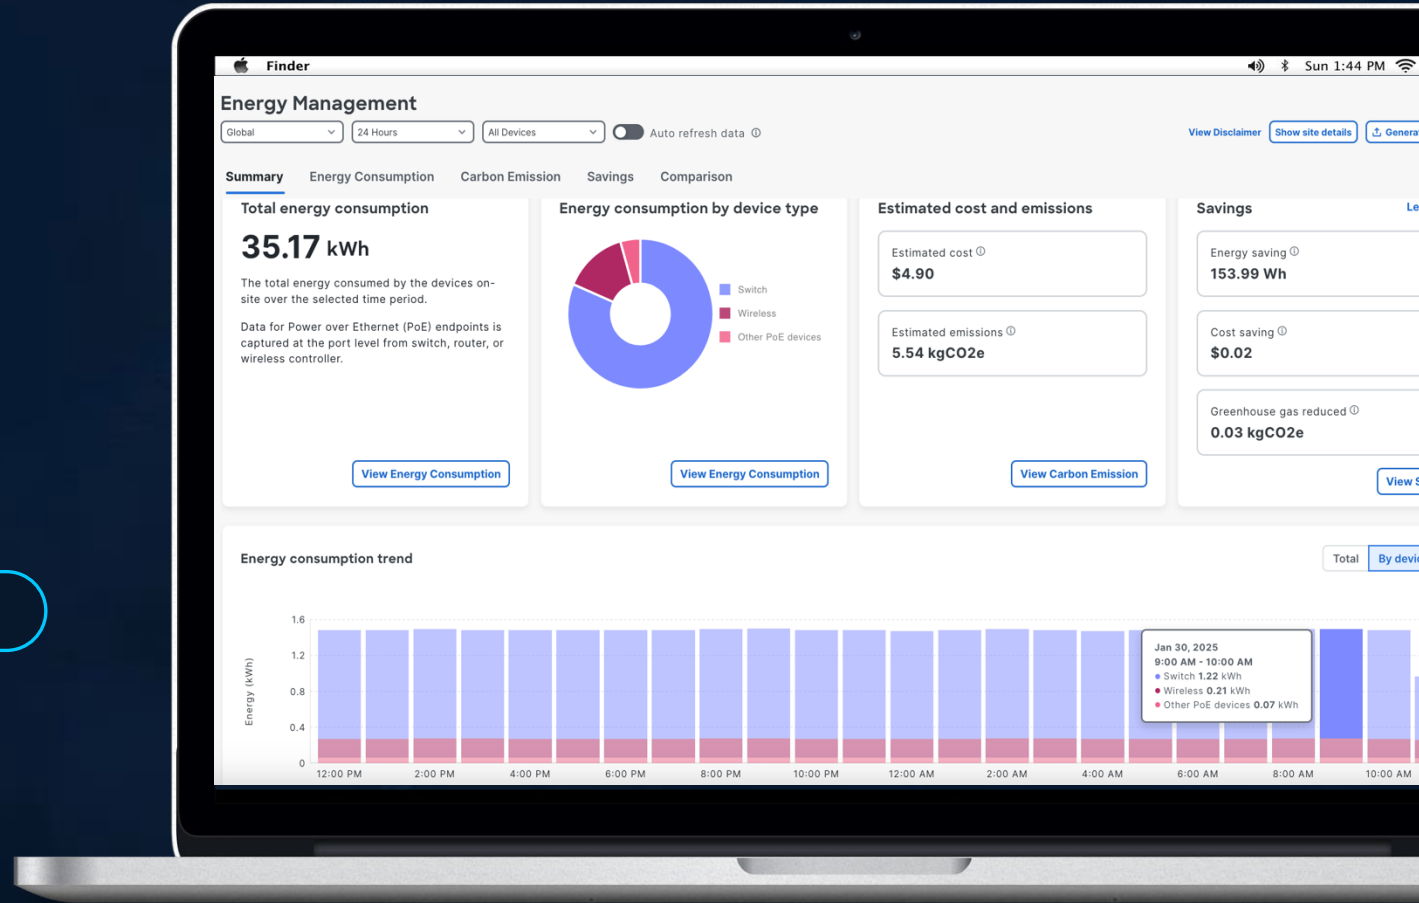 Finder
Sun 1:44 PM
Energy Management
Global
24 Hours
All Devices
Auto refresh data
View Disclaimer
Show site details
Genera
Summary
Energy Consumption
Carbon Emission
Savings
Comparison
Total energy consumption
35.17 kWh
The total energy consumed by the devices on-
site over the selected time period.
Data for Power over Ethernet (PoE) endpoints is
captured at the port level from switch, router, or
wireless controller.
View Energy Consumption
Energy consumption by device type
Switch
Wireless
Other PoE devices
View Energy Consumption
Estimated cost and emissions
Estimated cost
$4.90
Estimated emissions
5.54 kgCO2e
View Carbon Emission
Savings
Le
Energy saving
153.99 Wh
Cost saving
$0.02
Greenhouse gas reduced
0.03 kgCO2e
View S
Energy consumption trend
Total
By devic
Energy (kWh)
1.6
1.2
0.8
0.4
0
Jan 30, 2025
9:00 AM - 10:00 AM
Switch 1.22 kWh
Wireless 0.21 kWh
Other PoE devices 0.07 kWh
12:00 PM
2:00 PM
4:00 PM
6:00 PM
8:00 PM
10:00 PM
12:00 AM
2:00 AM
4:00 AM
6:00 AM
8:00 AM
10:00 AM